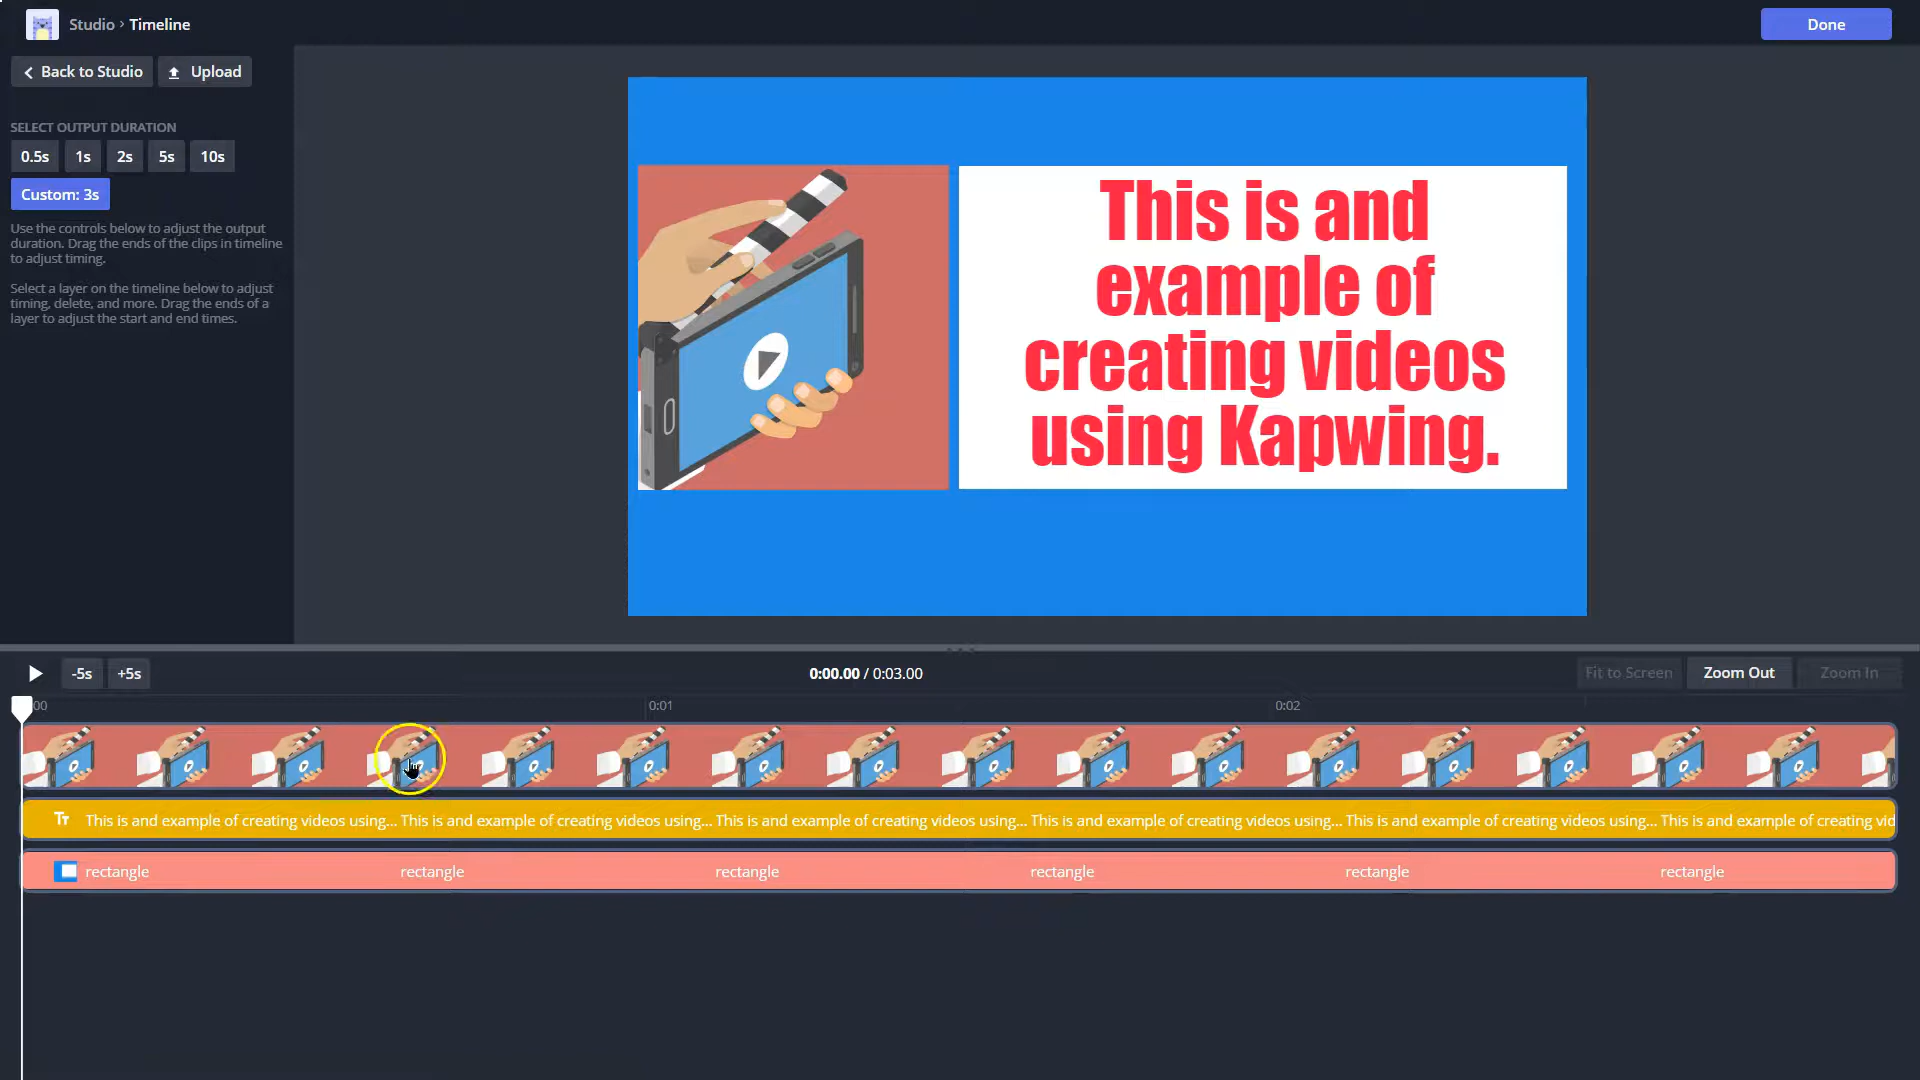 Studio › Timeline
Done
Back to Studio
Upload
SELECT OUTPUT DURATION
0.5s 1s 2s 5s 10s
Custom: 3s
Use the controls below to adjust the output
duration. Drag the ends of the clips in timeline
to adjust timing.
Select a layer on the timeline below to adjust
timing, delete, and more. Drag the ends of a
layer to adjust the start and end times.
This is and
example of
creating videos
using Kapwing.
-5s +5s
0:00.00 / 0:03.00
Fit to Screen Zoom Out Zoom In
:00 0:01 0:02
Tr This is and example of creating videos using... This is and example of creating videos using... This is and example of creating videos using... This is and example of creating videos using... This is and example of creating videos using... This is and example of creating vid
rectangle rectangle rectangle rectangle rectangle rectangle